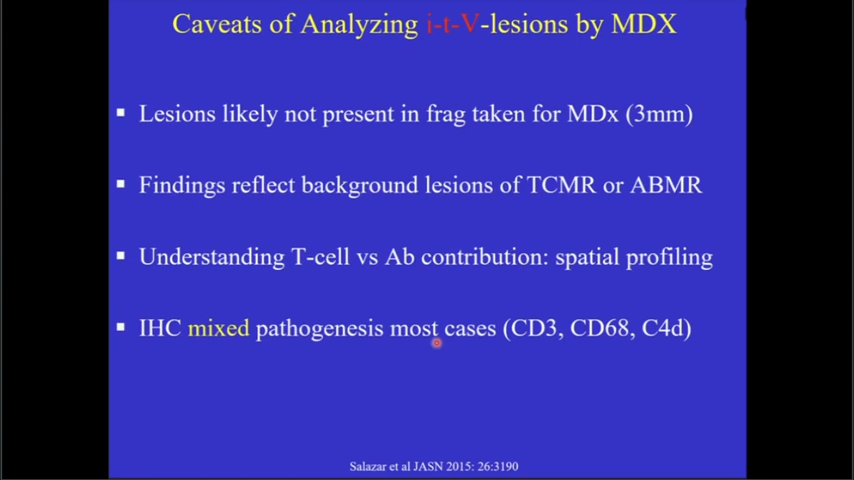 Caveats of Analyzing i-t-V-lesions by MDX
▪ Lesions likely not present in frag taken for MDx (3mm)
▪ Findings reflect background lesions of TCMR or ABMR
▪ Understanding T-cell vs Ab contribution: spatial profiling
▪ IHC mixed pathogenesis most cases (CD3, CD68, C4d)
Salazar et al JASN 2015: 26:3190